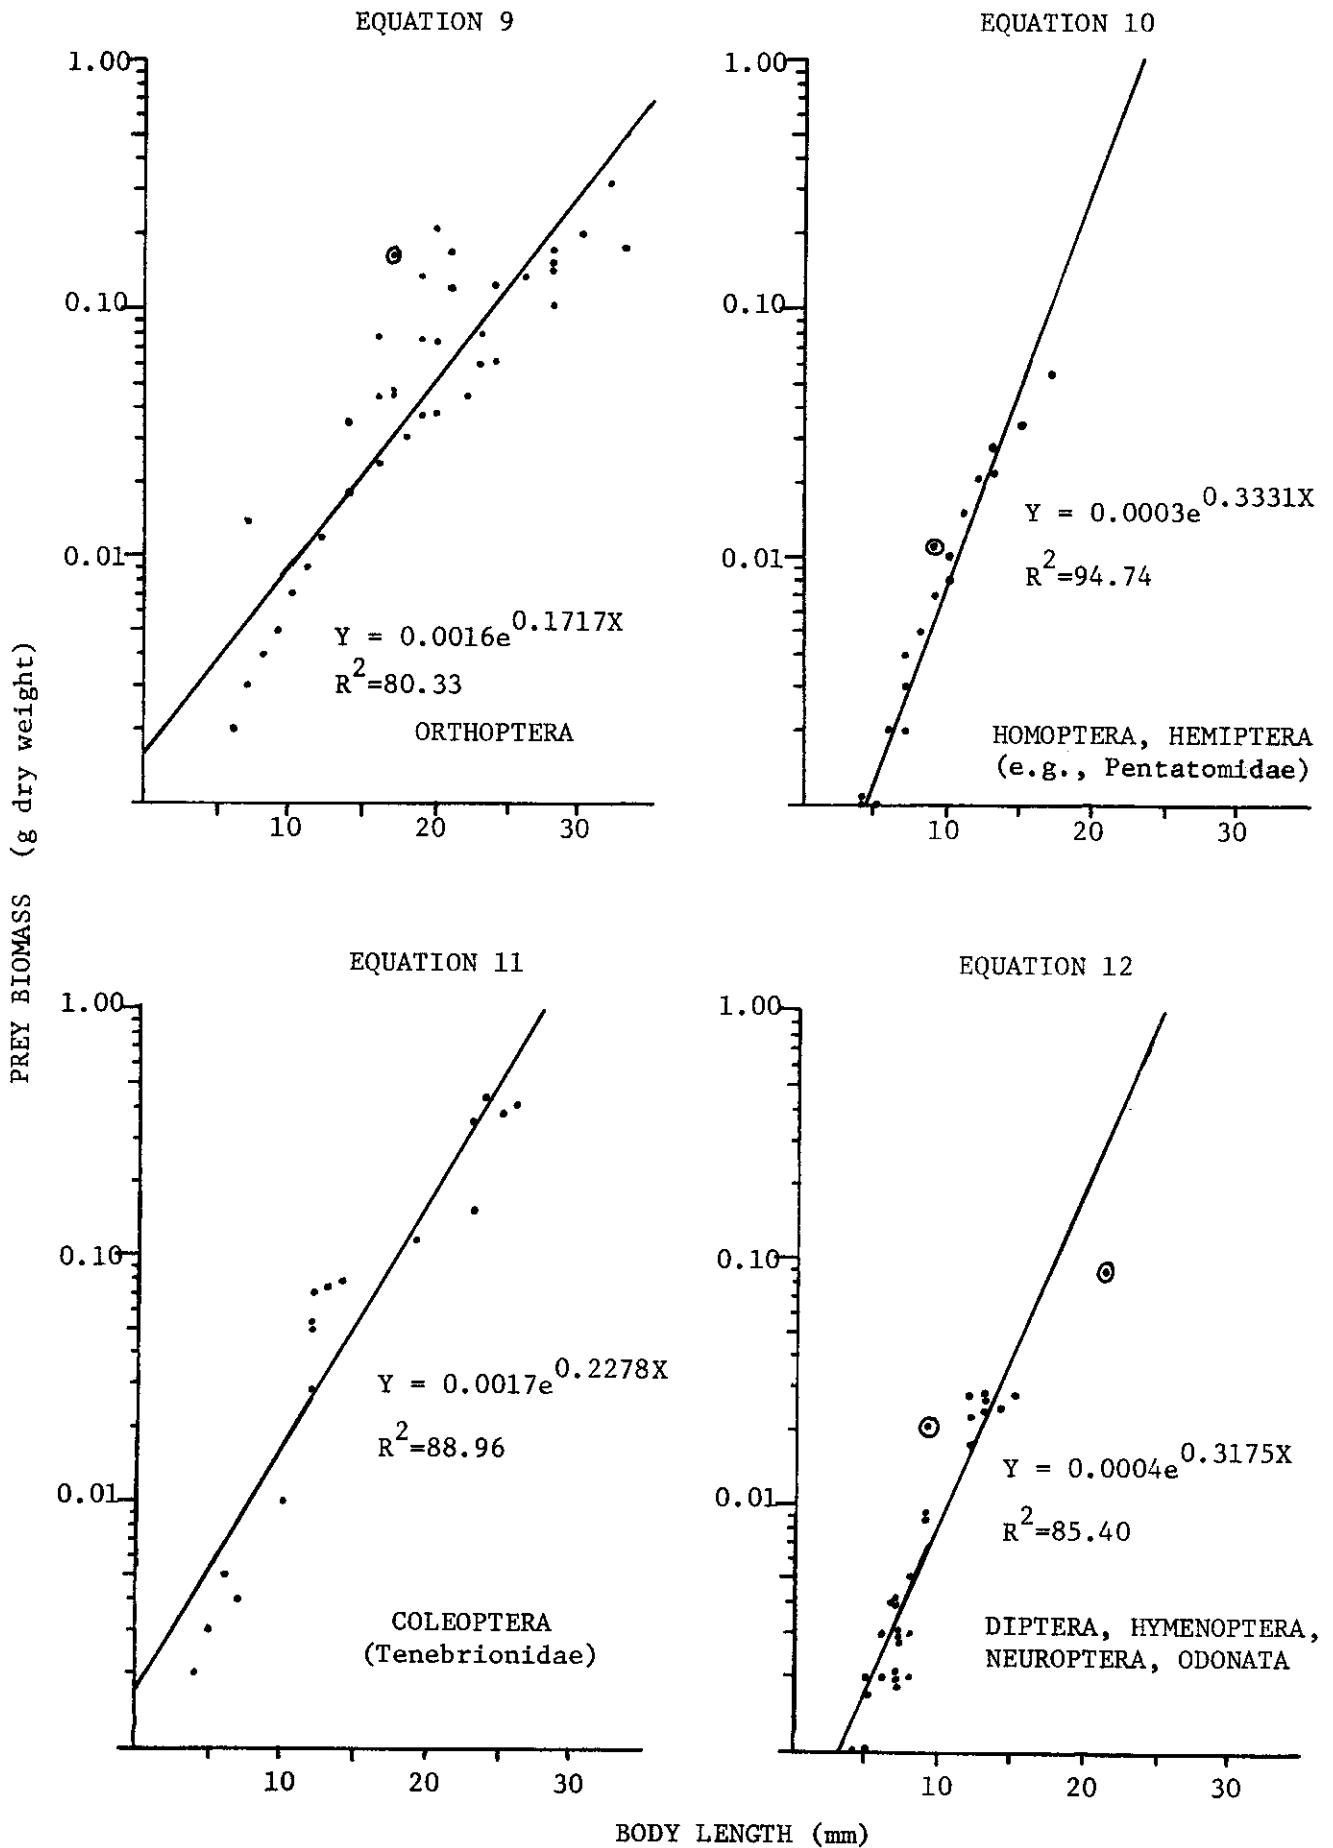 EQUATION 9
1.00
0.10
0.01
Y = 0.0016e^0.1717X
R^2=80.33
ORTHOPTERA
10 20 30
EQUATION 10
1.00
0.10
0.01
Y = 0.0003e^0.3331X
R^2=94.74
HOMOPTERA, HEMIPTERA
(e.g., Pentatomidae)
10 20 30
PREY BIOMASS (g dry weight)
EQUATION 11
1.00
0.10
0.01
Y = 0.0017e^0.2278X
R^2=88.96
COLEOPTERA
(Tenebrionidae)
10 20 30
EQUATION 12
1.00
0.10
0.01
Y = 0.0004e^0.3175X
R^2=85.40
DIPTERA, HYMENOPTERA,
NEUROPTERA, ODONATA
10 20 30
BODY LENGTH (mm)